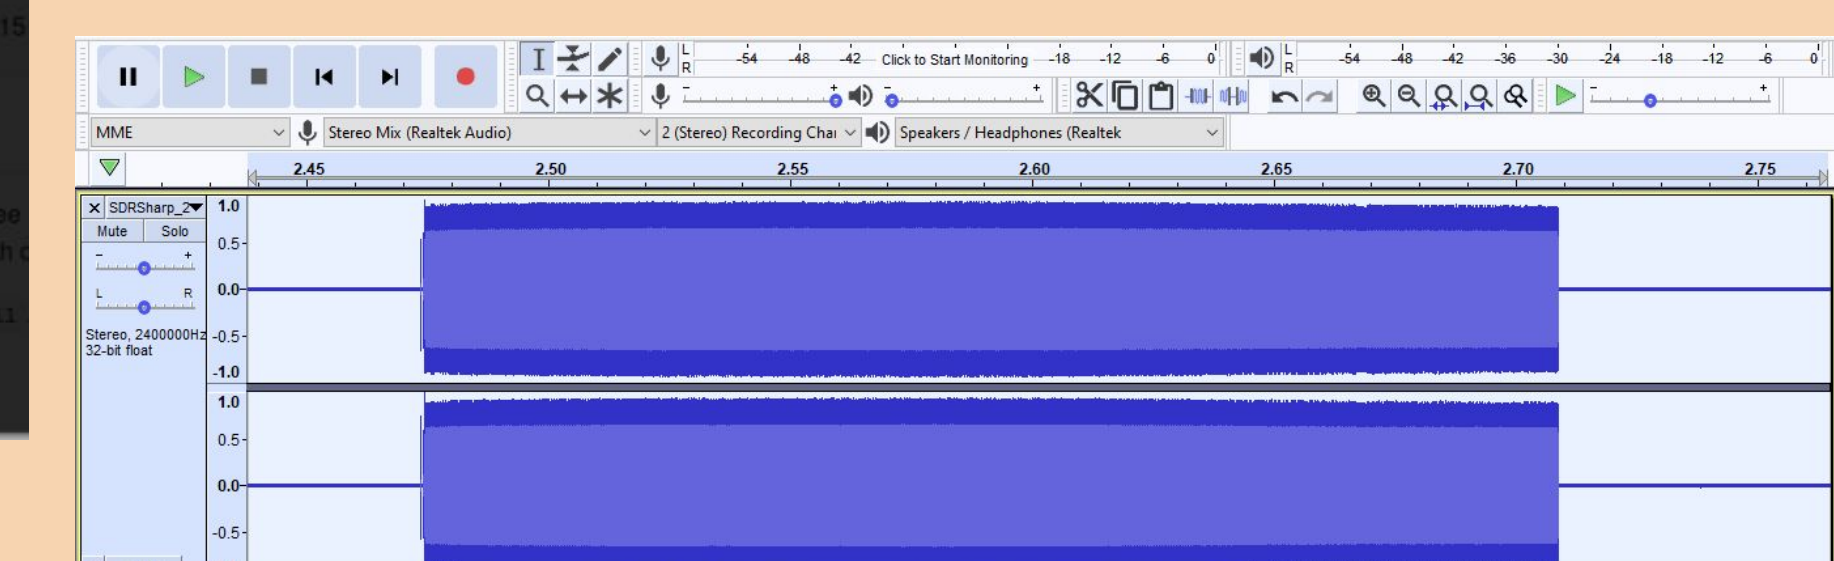 15
L
R
-54 -48 -42 Click to Start Monitoring -18 -12 -6 0
L
R
-54 -48 -42 -36 -30 -24 -18 -12 -6 0
- +
- +
- +
MME
Stereo Mix (Realtek Audio)
2 (Stereo) Recording Chai
Speakers / Headphones (Realtek
2.45 2.50 2.55 2.60 2.65 2.70 2.75
SDRSharp_2
Mute Solo
- +
L R
Stereo, 2400000Hz
32-bit float
1.0
0.5-
0.0-
-0.5-
-1.0
1.0
0.5-
0.0-
-0.5-